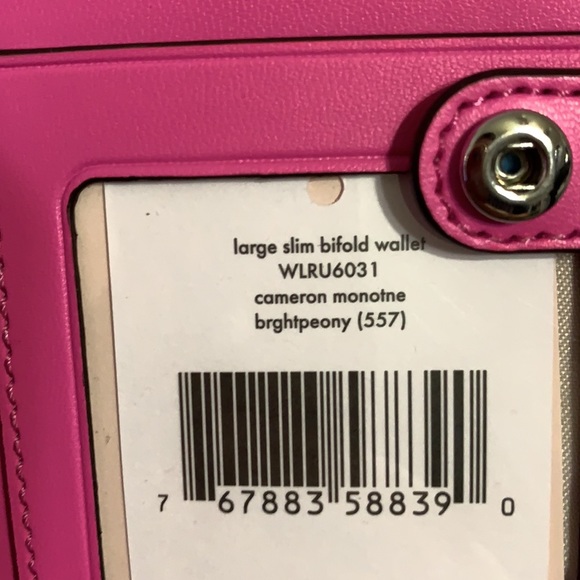 large slim bifold wallet
WLRU6031
cameron monotne
brghtpeony (557)
7 67883 58839 0